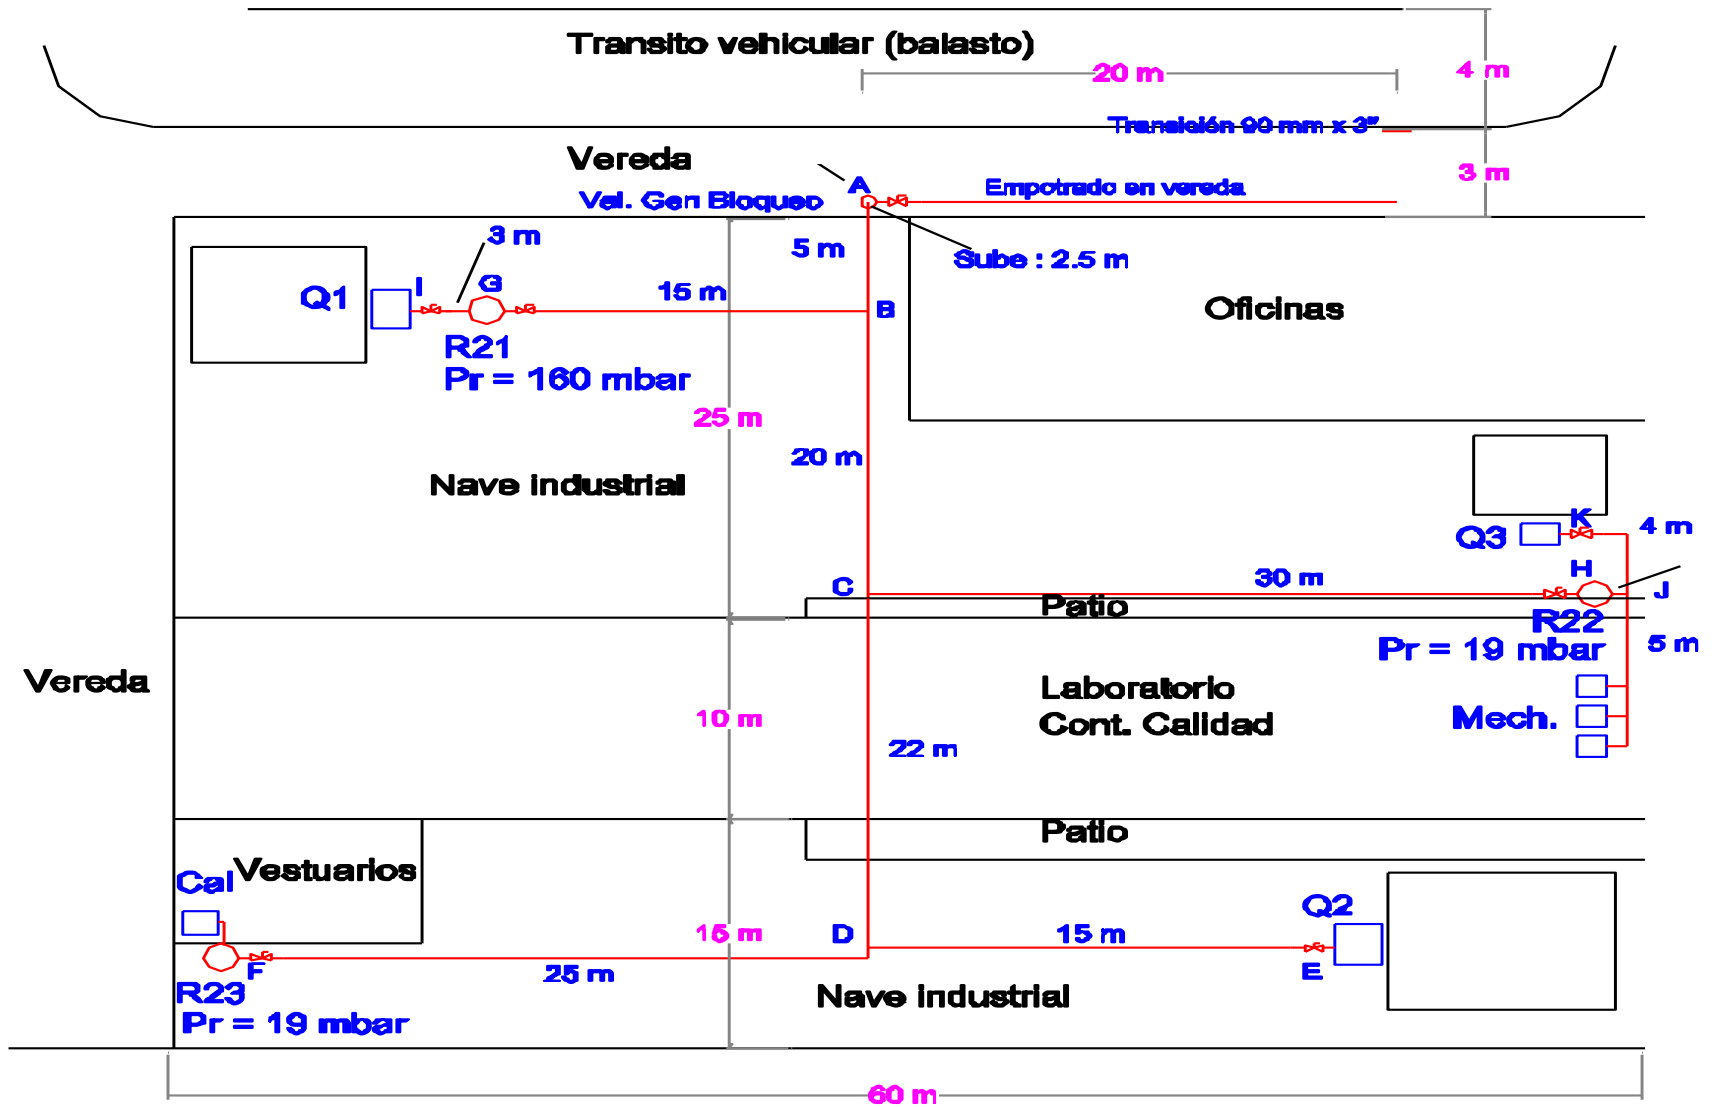 Transito vehicular (balasto)
20 m
4 m
Transición 90 mm x 3"
Vereda
3 m
A
Empotrado en vereda
Val. Gen Bloqueo
3 m
5 m
Sube : 2.5 m
I
G
Q1
15 m
B
Oficinas
R21
Pr = 160 mbar
25 m
20 m
Nave industrial
K
4 m
Q3
C
30 m
H
J
Patio
R22
Pr = 19 mbar
5 m
Vereda
Laboratorio
Cont. Calidad
10 m
Mech.
22 m
Patio
Vestuarios
Cal
Q2
15 m
D
15 m
F
25 m
E
R23
Pr = 19 mbar
Nave industrial
60 m